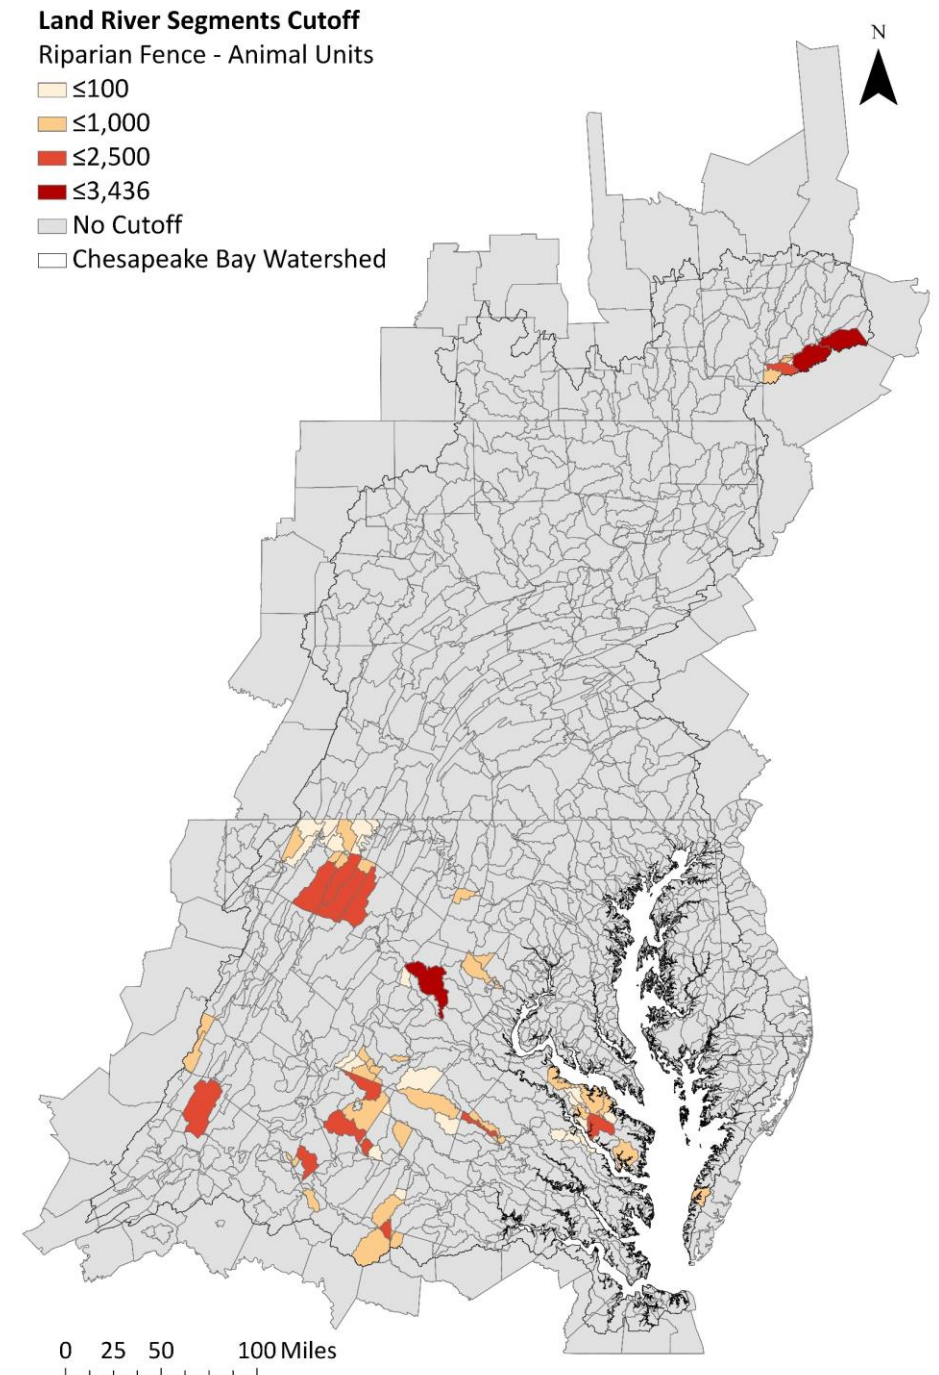 Land River Segments Cutoff
Riparian Fence - Animal Units
≤100
≤1,000
≤2,500
≤3,436
No Cutoff
Chesapeake Bay Watershed
N
0 25 50 100 Miles